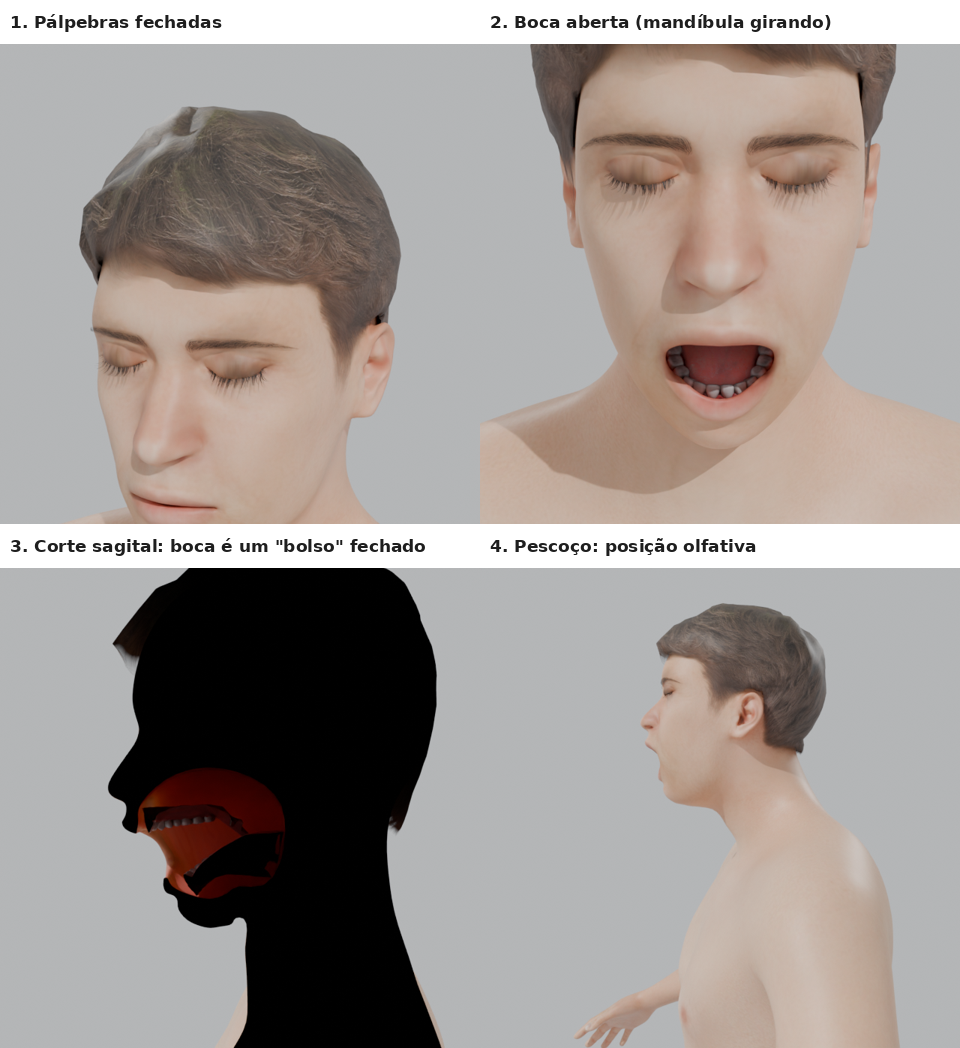 1. Pálpebras fechadas
2. Boca aberta (mandíbula girando)
3. Corte sagital: boca é um "bolso" fechado
4. Pescoço: posição olfativa